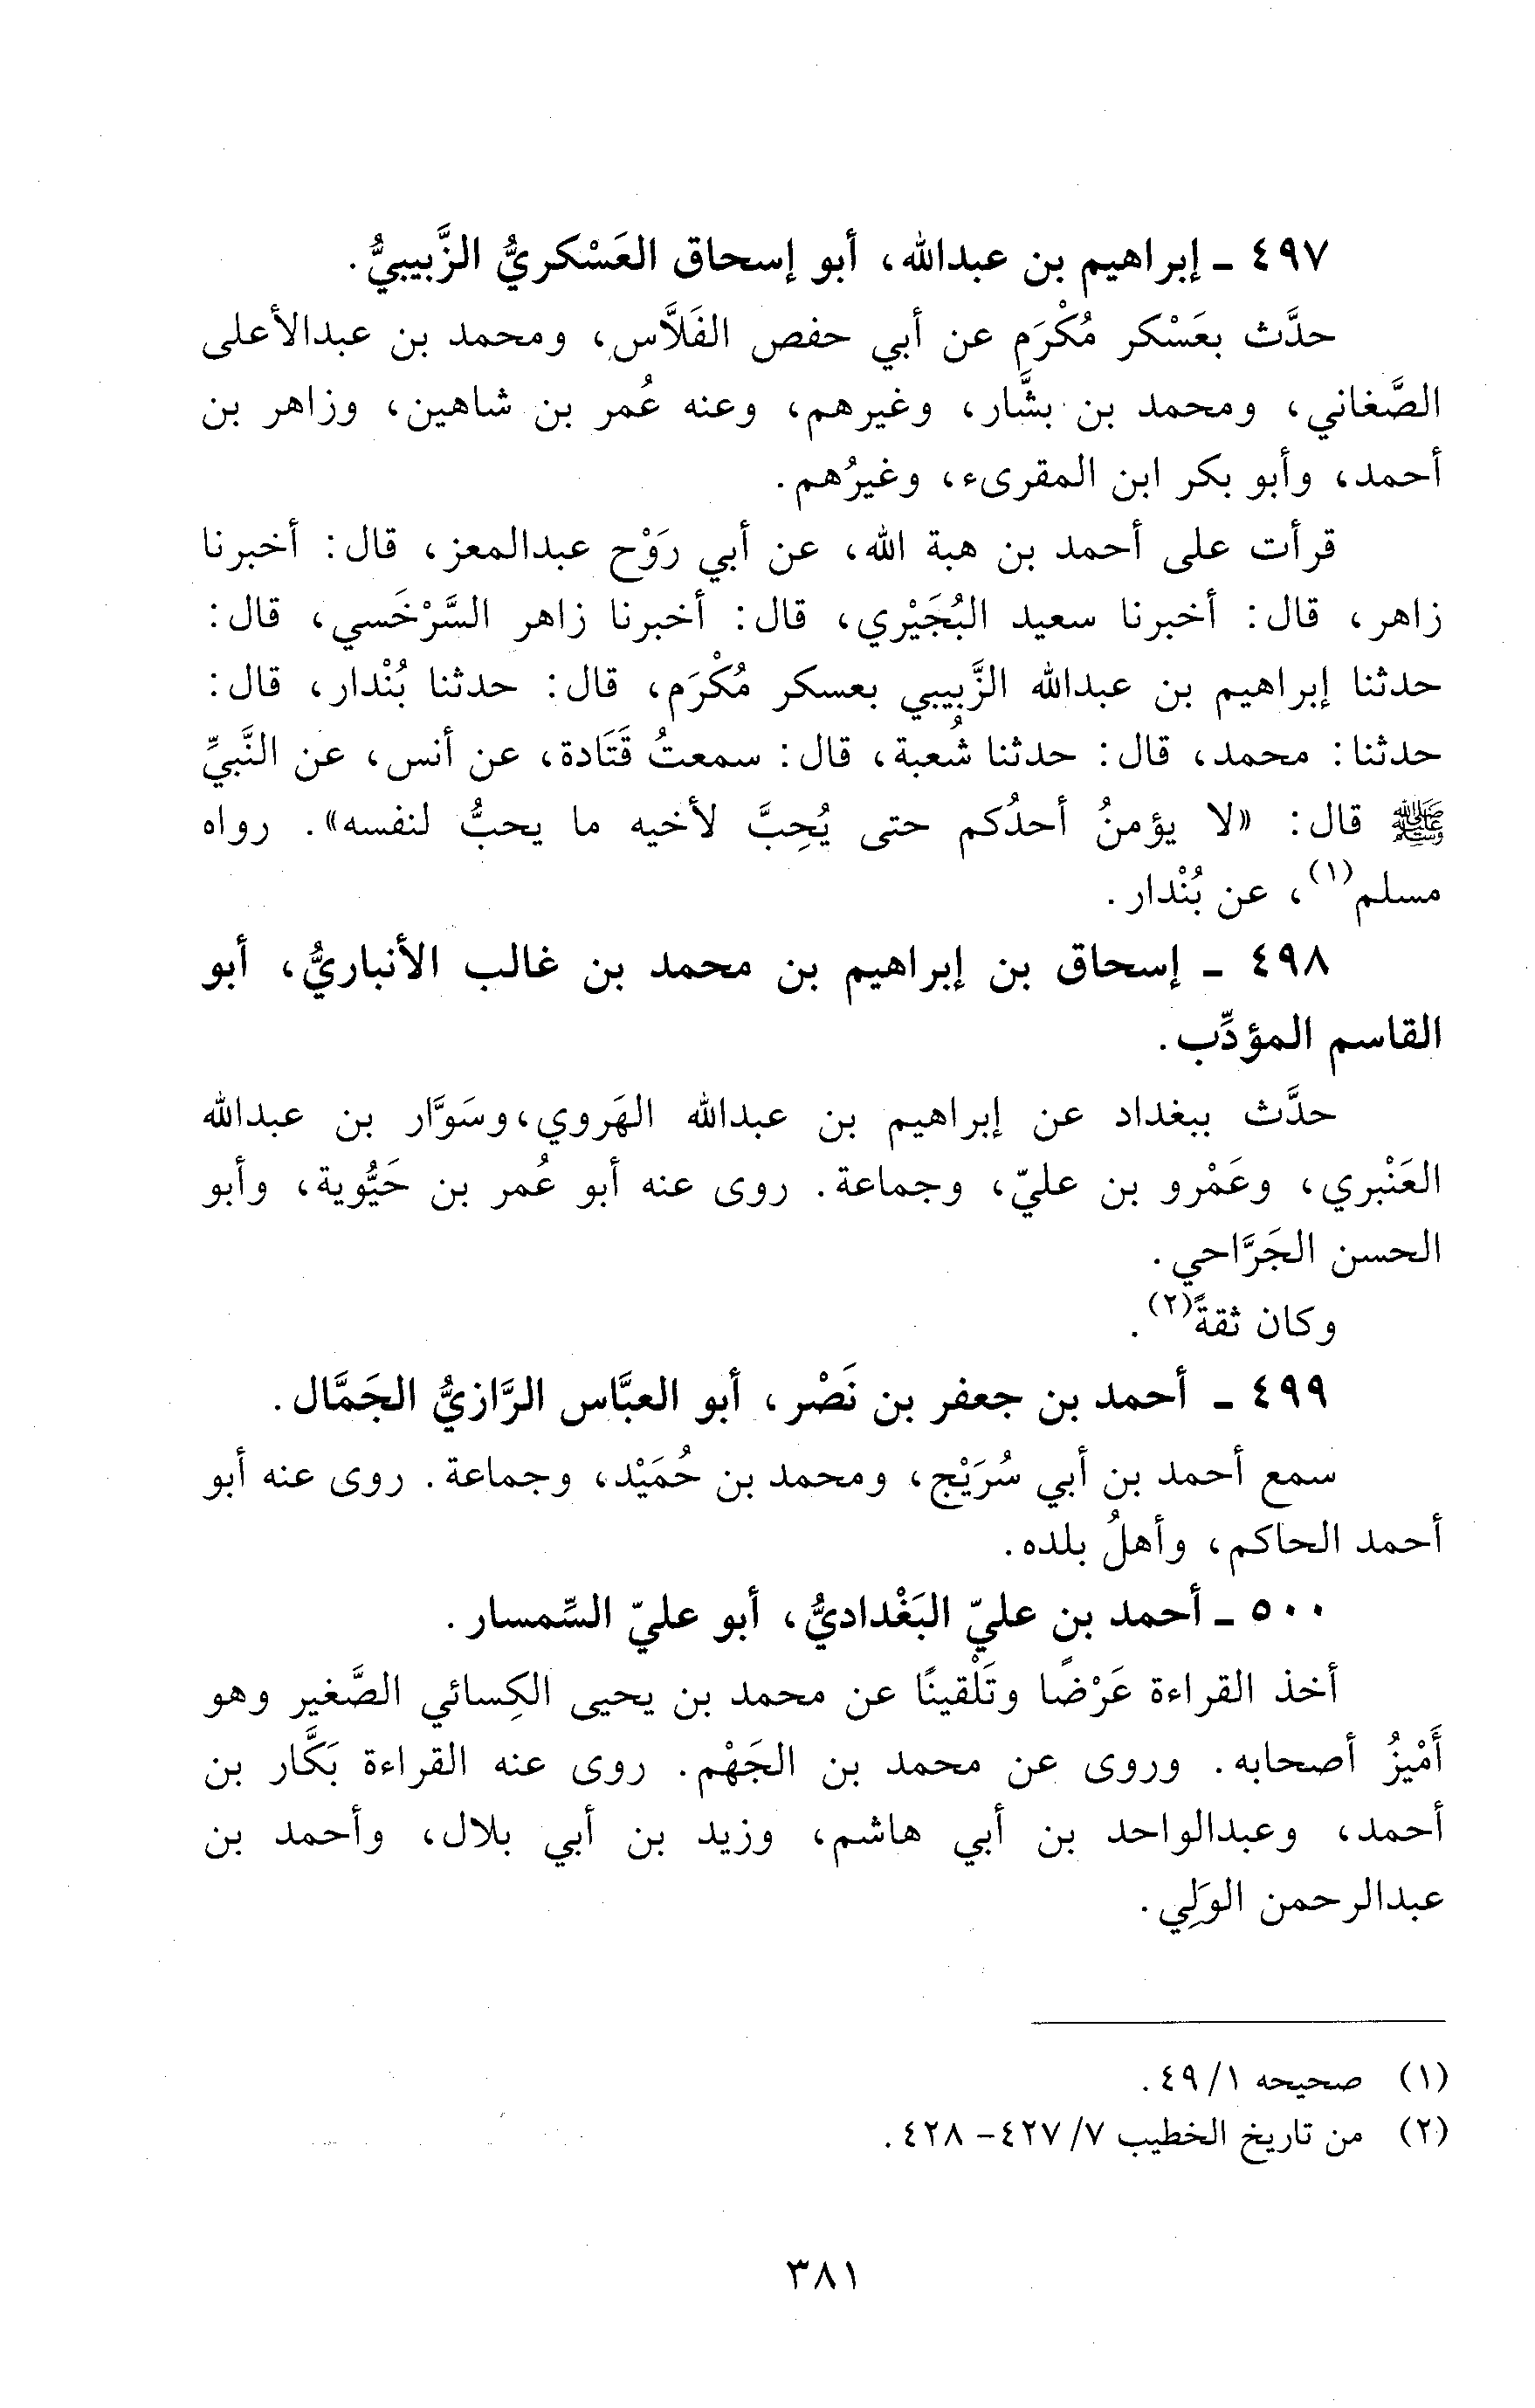 ٤٩٧ ـ إبراهيم بن عبدالله، أبو إسحاق العَسْكريُّ الزَّبيبيُّ.
حدَّث بعَسْكر مُكْرَم عن أبي حفص الفَلاَّس، ومحمد بن عبدالأعلى
الصَّغاني، ومحمد بن بشَّار، وغيرهم، وعنه عُمر بن شاهين، وزاهر بن
أحمد، وأبو بكر ابن المقرىء، وغيرُهم.
قرأت على أحمد بن هبة الله، عن أبي رَوْح عبدالمعز، قال: أخبرنا
زاهر، قال: أخبرنا سعيد البُجَيْري، قال: أخبرنا زاهر السَّرْخَسي، قال:
حدثنا إبراهيم بن عبدالله الزَّبيبي بعسكر مُكْرَم، قال: حدثنا بُنْدار، قال:
حدثنا: محمد، قال: حدثنا شُعبة، قال: سمعتُ قَتَادة، عن أنس، عن النَّبيِّ
ﷺ قال: «لا يؤمنُ أحدُكم حتى يُحِبَّ لأخيه ما يحبُّ لنفسه». رواه
مسلم(١)، عن بُنْدار.
٤٩٨ ـ إسحاق بن إبراهيم بن محمد بن غالب الأنباريُّ، أبو
القاسم المؤدِّب.
حدَّث ببغداد عن إبراهيم بن عبدالله الهَروي،وسَوَّار بن عبدالله
العَنْبري، وعَمْرو بن عليّ، وجماعة. روى عنه أبو عُمر بن حَيُّوية، وأبو
الحسن الجَرَّاحي.
وكان ثقةً(٢).
٤٩٩ ـ أحمد بن جعفر بن نَصْر، أبو العبَّاس الرَّازيُّ الجَمَّال.
سمع أحمد بن أبي سُرَيْج، ومحمد بن حُمَيْد، وجماعة. روى عنه أبو
أحمد الحاكم، وأهلُ بلده.
٥٠٠ ـ أحمد بن عليّ البَغْداديُّ، أبو عليّ السِّمسار.
أخذ القراءة عَرْضًا وتَلْقينًا عن محمد بن يحيى الكِسائي الصَّغير وهو
أَمْيزُ أصحابه. وروى عن محمد بن الجَهْم. روى عنه القراءة بَكَّار بن
أحمد، وعبدالواحد بن أبي هاشم، وزيد بن أبي بلال، وأحمد بن
عبدالرحمن الوَلِي.
(١) صحيحه ١/ ٤٩.
(٢) من تاريخ الخطيب ٧/ ٤٢٧- ٤٢٨.
٣٨١